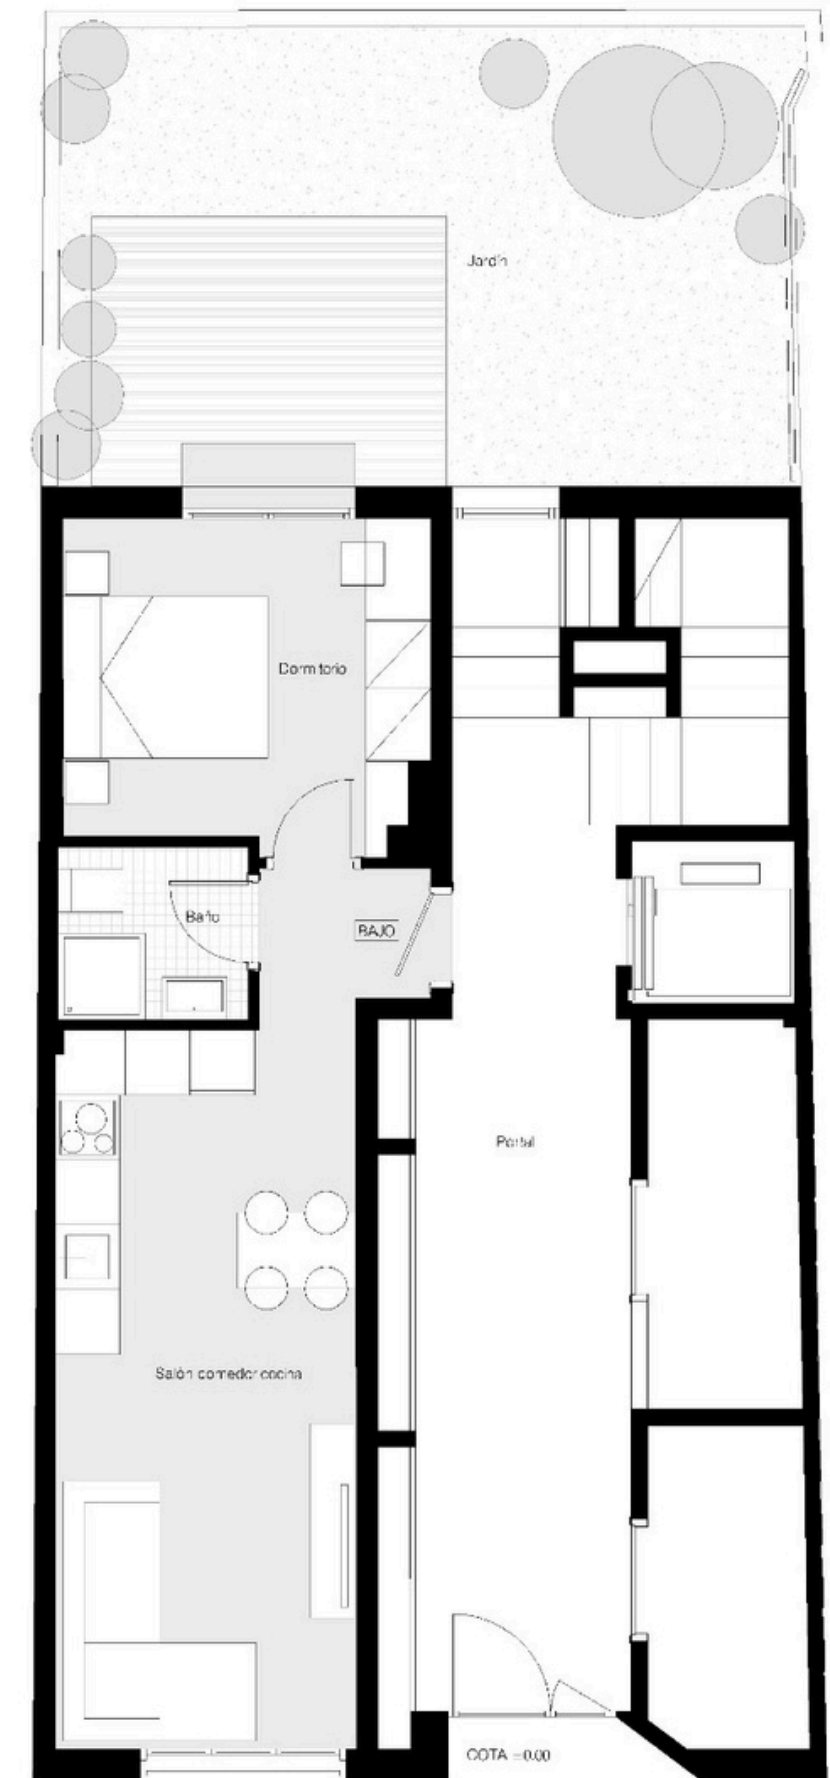 Jardín
Dormitorio
Baño
BAJO
Portal
Salón comedor cocina
COTA ±0.00